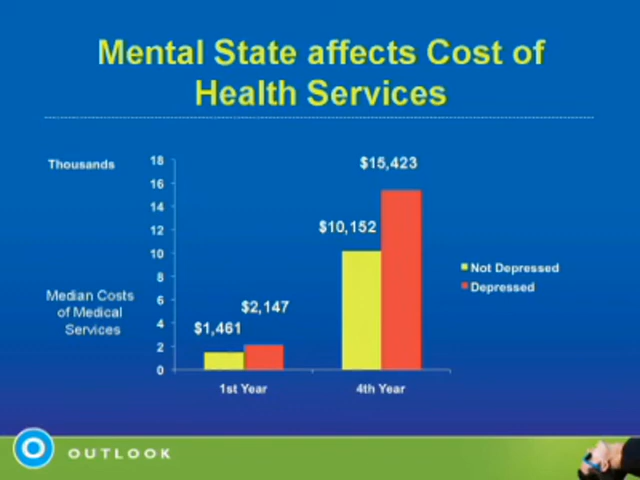 Mental State affects Cost of
Health Services
Thousands
18
16
14
12
10
8
6
4
2
0
Median Costs
of Medical
Services
$1,461
$2,147
$10,152
$15,423
1st Year
4th Year
Not Depressed
Depressed
OUTLOOK